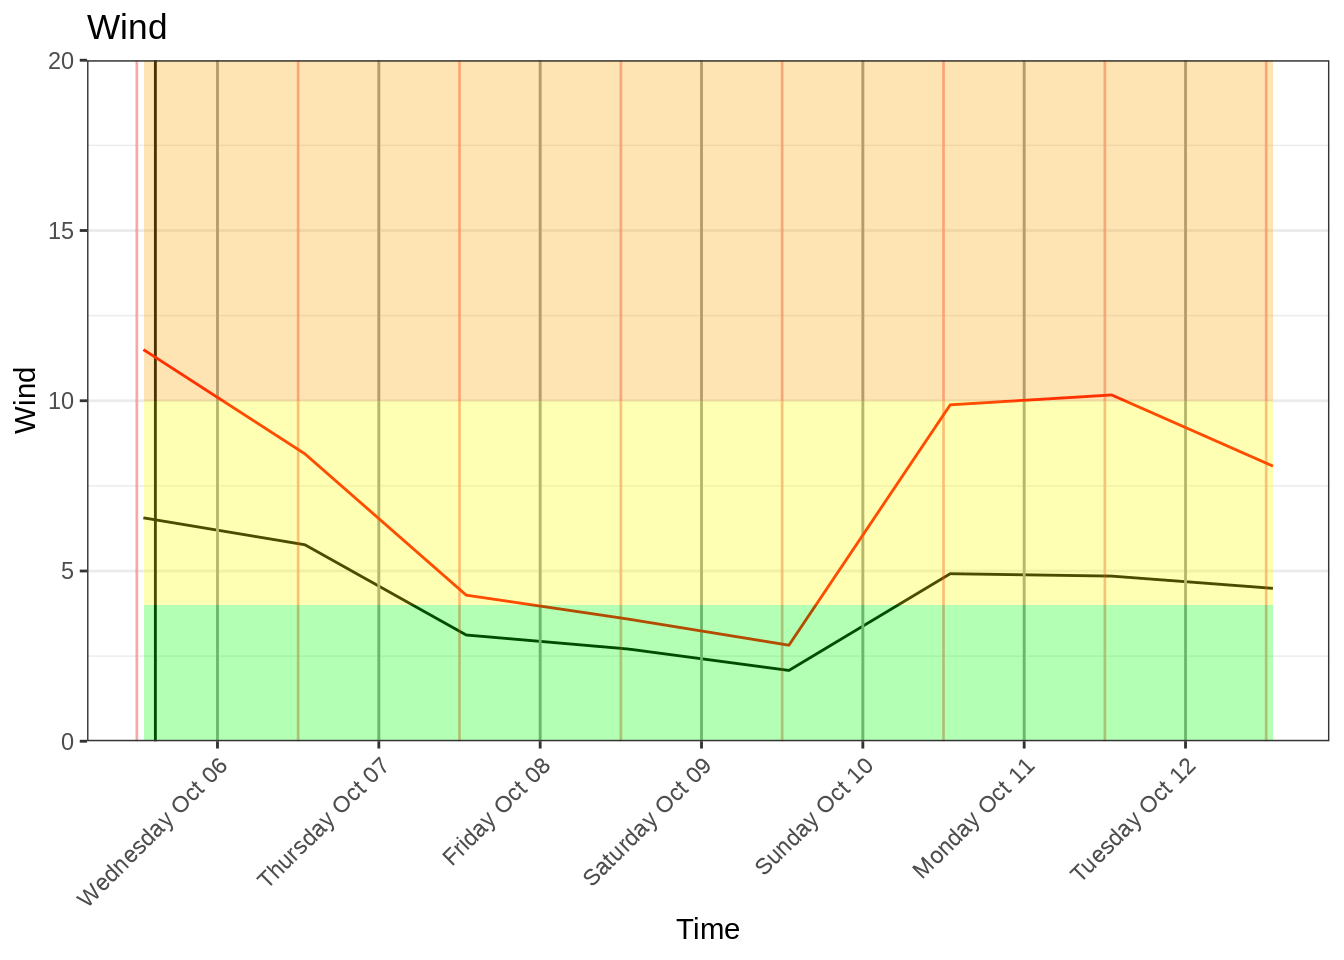 Wind
20
15
10
5
0
Wind
Wednesday Oct 06
Thursday Oct 07
Friday Oct 08
Saturday Oct 09
Sunday Oct 10
Monday Oct 11
Tuesday Oct 12
Time